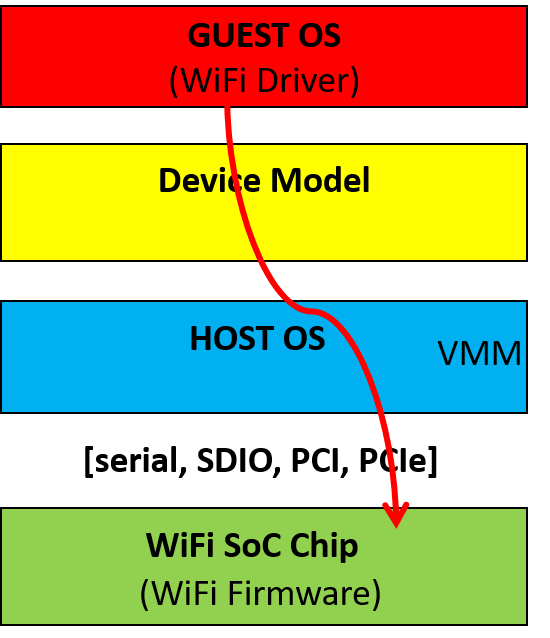 GUEST OS
(WiFi Driver)
Device Model
HOST OS
VMM
[serial, SDIO, PCI, PCIe]
WiFi SoC Chip
(WiFi Firmware)